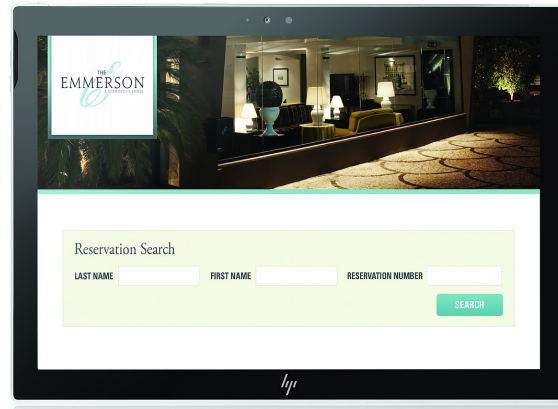 THE
EMMERSON
Reservation Search
LAST NAME
FIRST NAME
RESERVATION NUMBER
SEARCH
hp